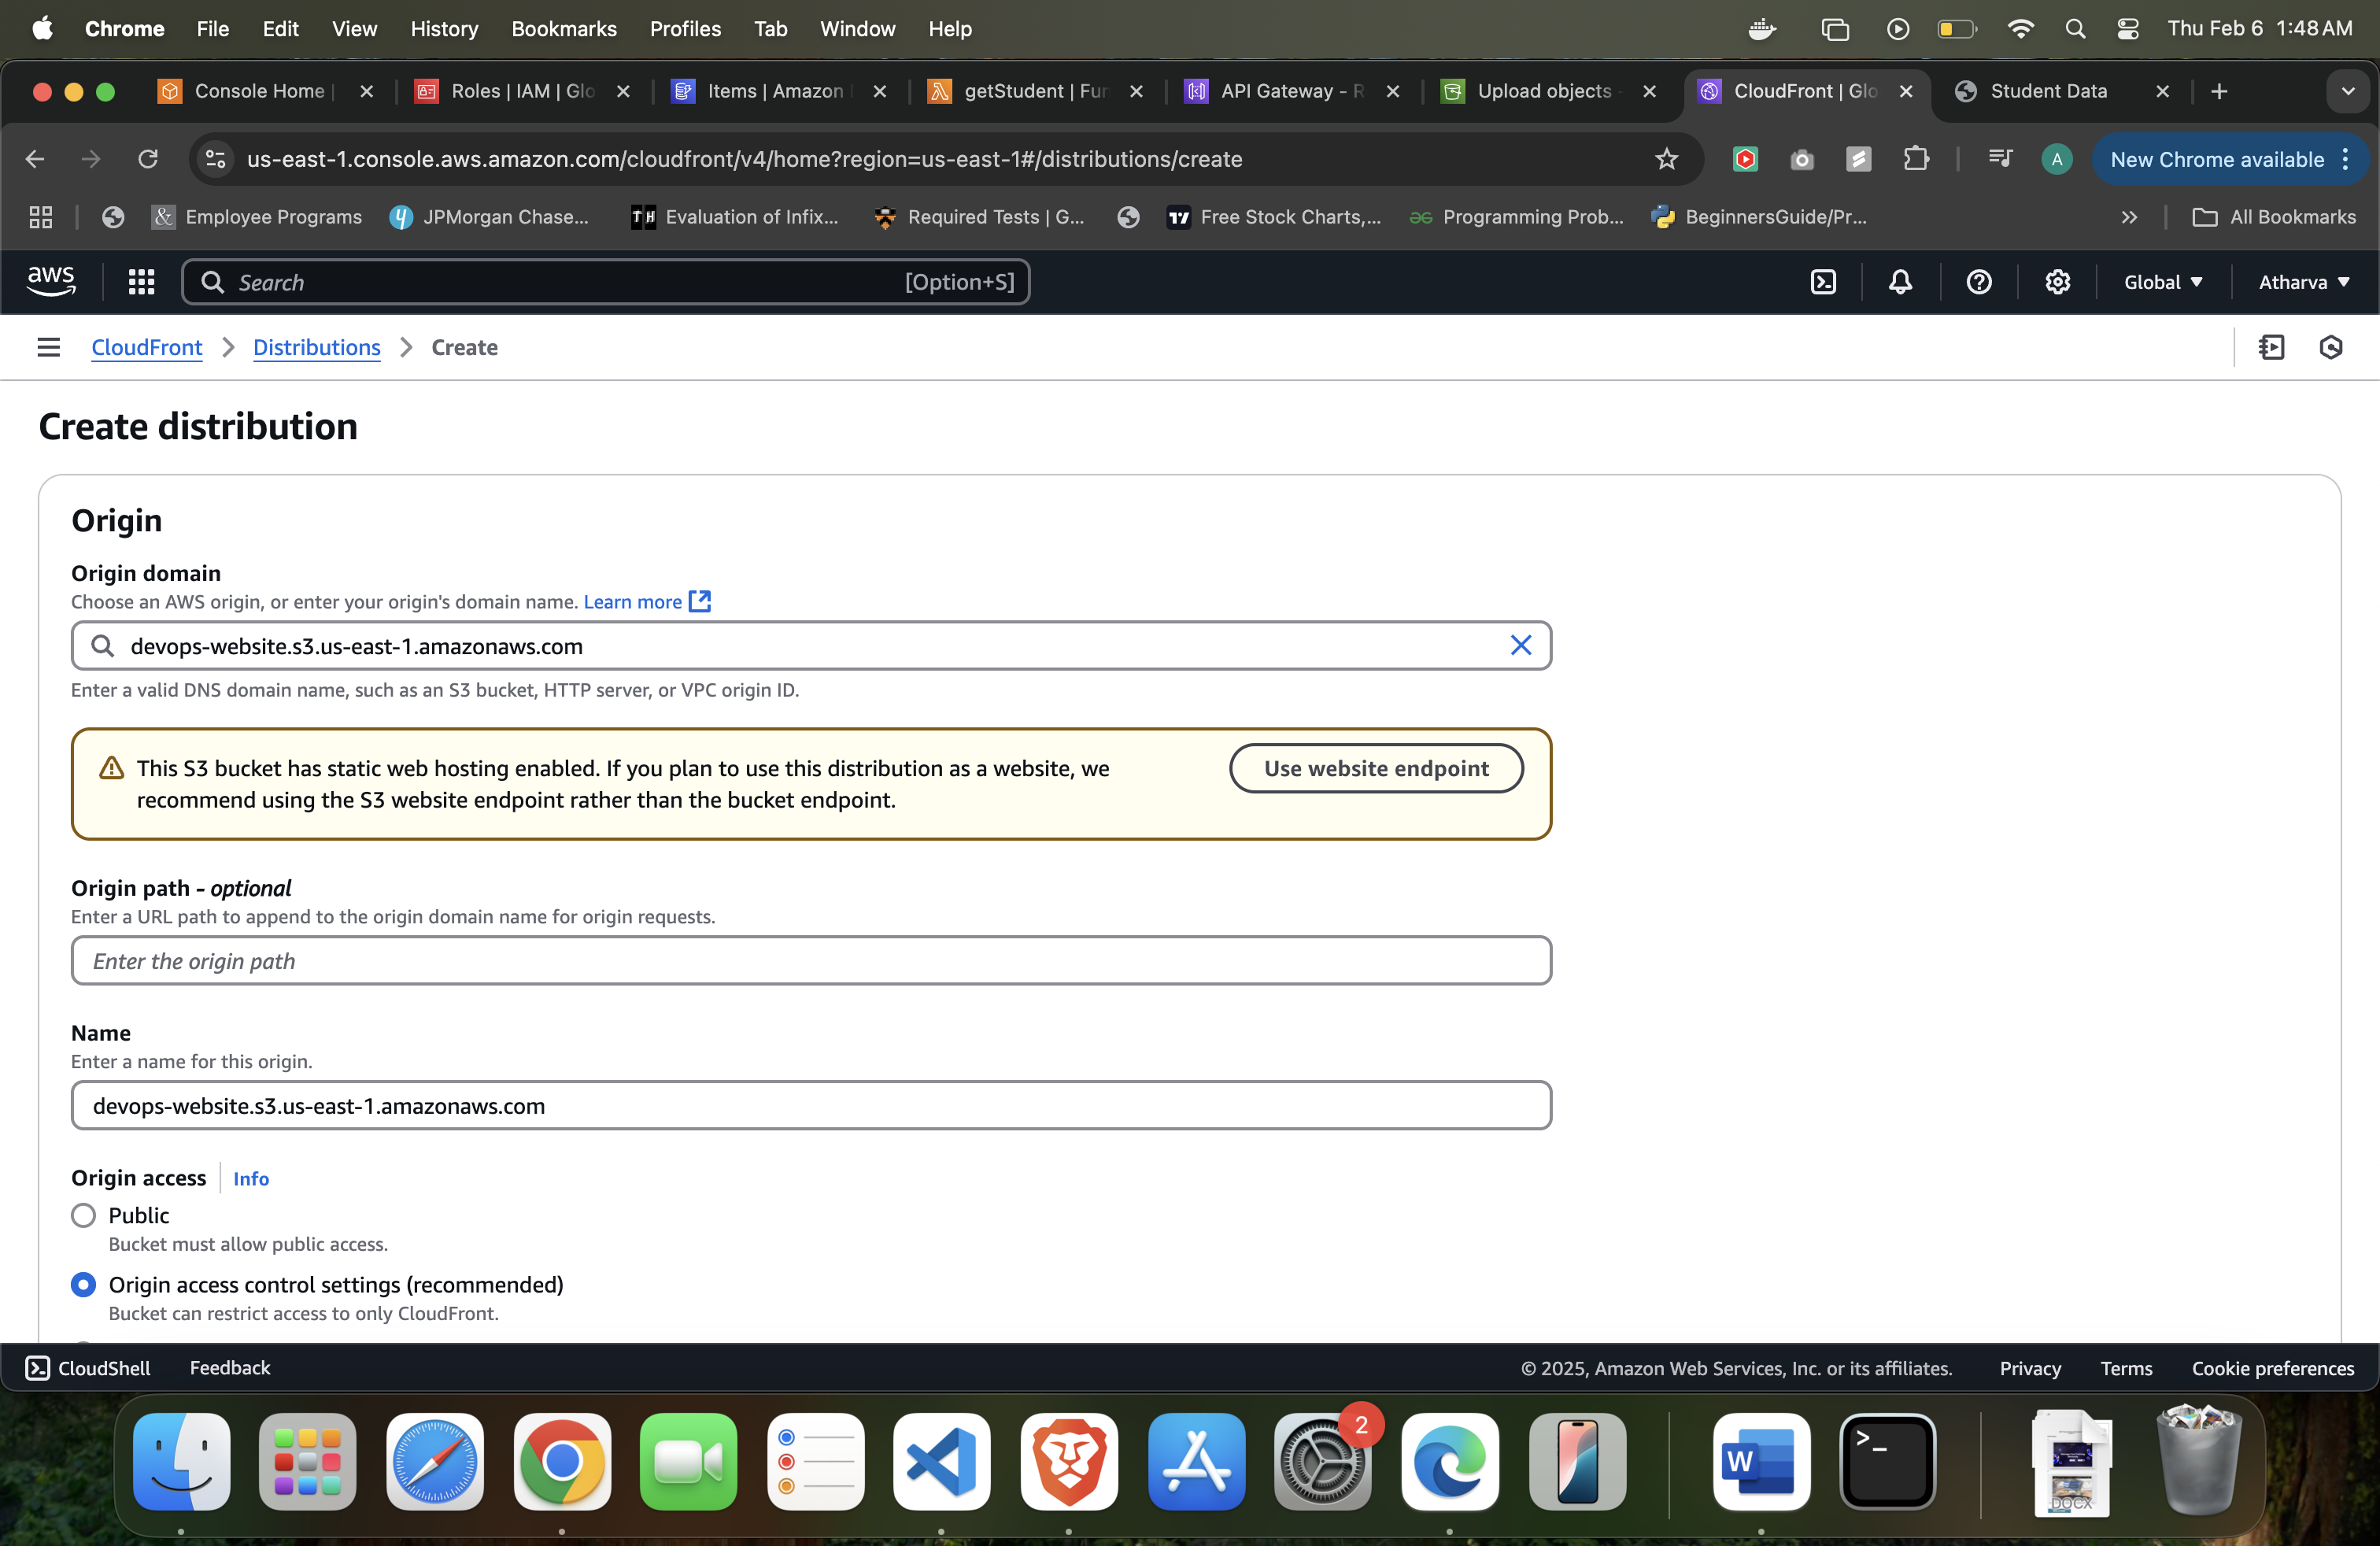 Chrome File Edit View History Bookmarks Profiles Tab Window Help Thu Feb 6 1:48 AM
Console Home | Roles | IAM | Glo Items | Amazon getStudent | Fun API Gateway - R Upload objects - CloudFront | Glo Student Data
us-east-1.console.aws.amazon.com/cloudfront/v4/home?region=us-east-1#/distributions/create A New Chrome available
& Employee Programs JPMorgan Chase... TH Evaluation of Infix... Required Tests | G... Free Stock Charts,... Programming Prob... BeginnersGuide/Pr... » All Bookmarks
aws Search [Option+S] Global Atharva
CloudFront > Distributions > Create
Create distribution
Origin
Origin domain
Choose an AWS origin, or enter your origin's domain name. Learn more
devops-website.s3.us-east-1.amazonaws.com
Enter a valid DNS domain name, such as an S3 bucket, HTTP server, or VPC origin ID.
This S3 bucket has static web hosting enabled. If you plan to use this distribution as a website, we
recommend using the S3 website endpoint rather than the bucket endpoint.
Use website endpoint
Origin path - optional
Enter a URL path to append to the origin domain name for origin requests.
Enter the origin path
Name
Enter a name for this origin.
devops-website.s3.us-east-1.amazonaws.com
Origin access Info
Public
Bucket must allow public access.
Origin access control settings (recommended)
Bucket can restrict access to only CloudFront.
CloudShell Feedback © 2025, Amazon Web Services, Inc. or its affiliates. Privacy Terms Cookie preferences
2
W
>_
DOCX